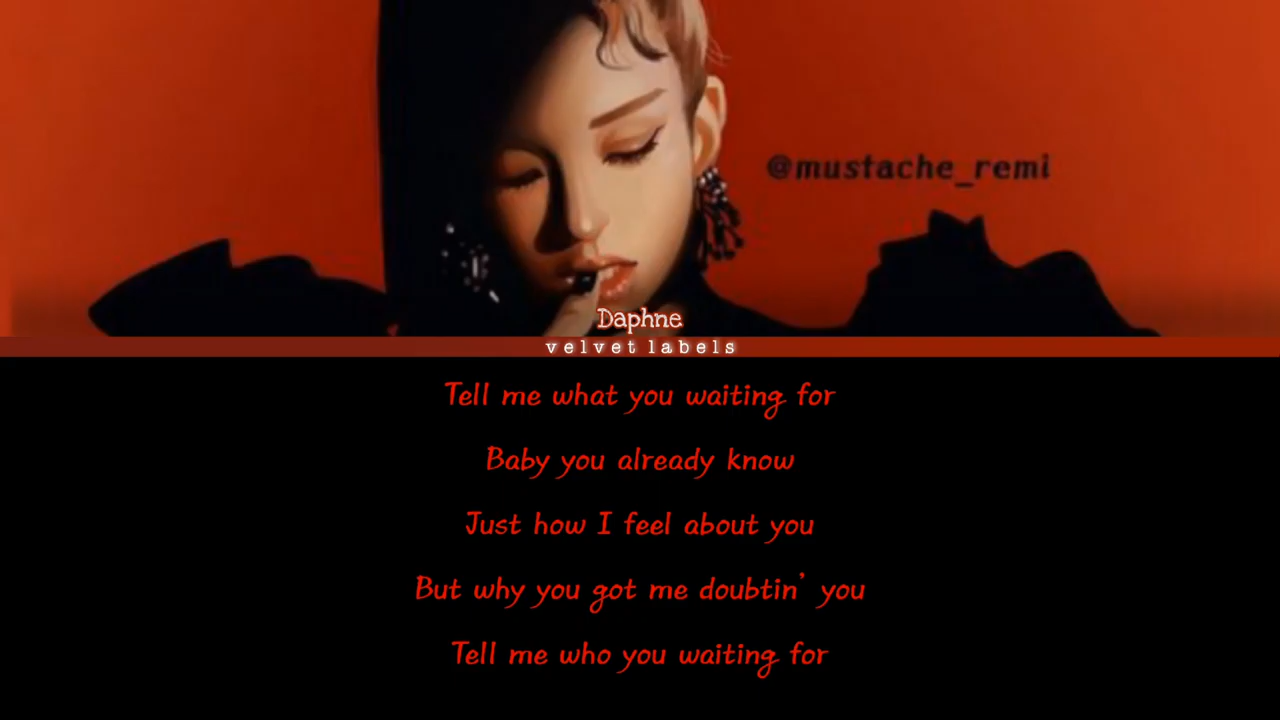 @mustache_remi
Daphne
velvet labels
Tell me what you waiting for
Baby you already know
Just how I feel about you
But why you got me doubtin' you
Tell me who you waiting for